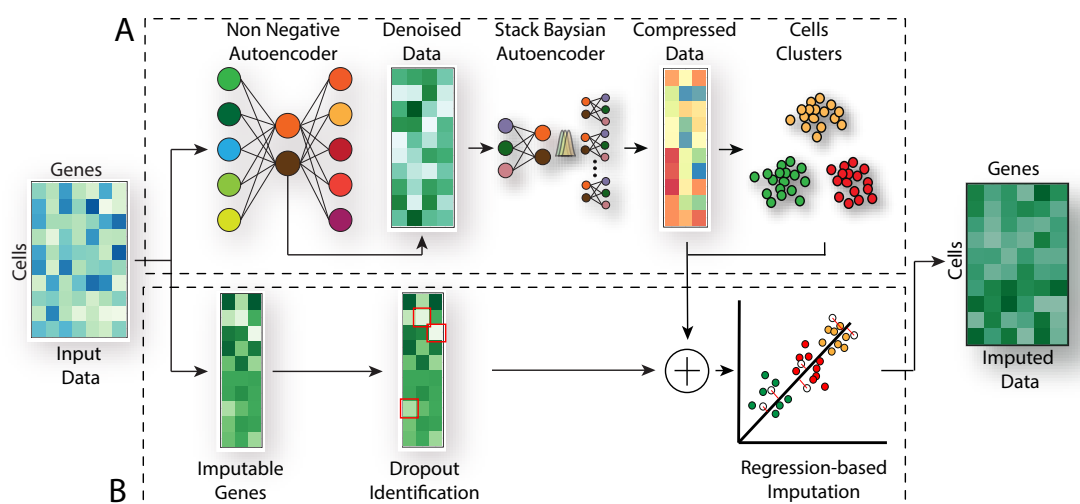 A
Non Negative
Autoencoder
Denoised
Data
Stack Baysian
Autoencoder
Compressed
Data
Cells
Clusters
Genes
Cells
Input
Data
Genes
Cells
Imputed
Data
B
Imputable
Genes
Dropout
Identification
Regression-based
Imputation